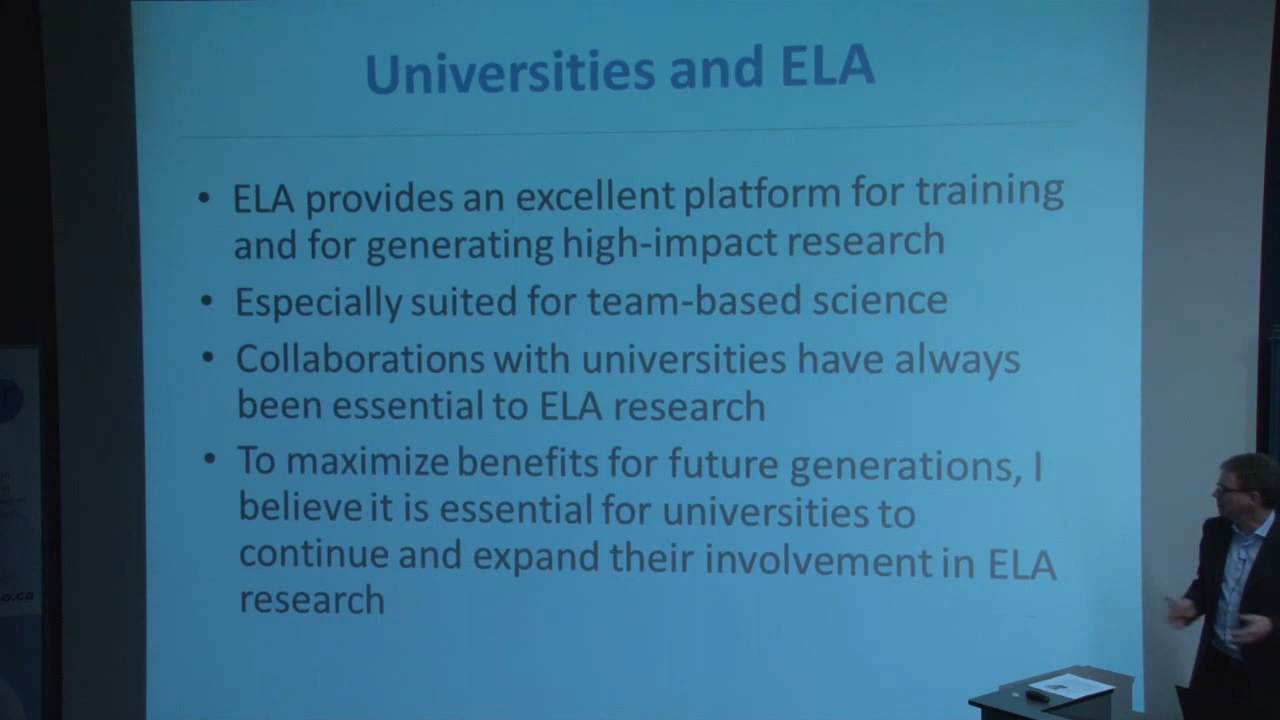 Universities and ELA
• ELA provides an excellent platform for training
and for generating high-impact research
• Especially suited for team-based science
• Collaborations with universities have always
been essential to ELA research
• To maximize benefits for future generations, I
believe it is essential for universities to
continue and expand their involvement in ELA
research
o.ca